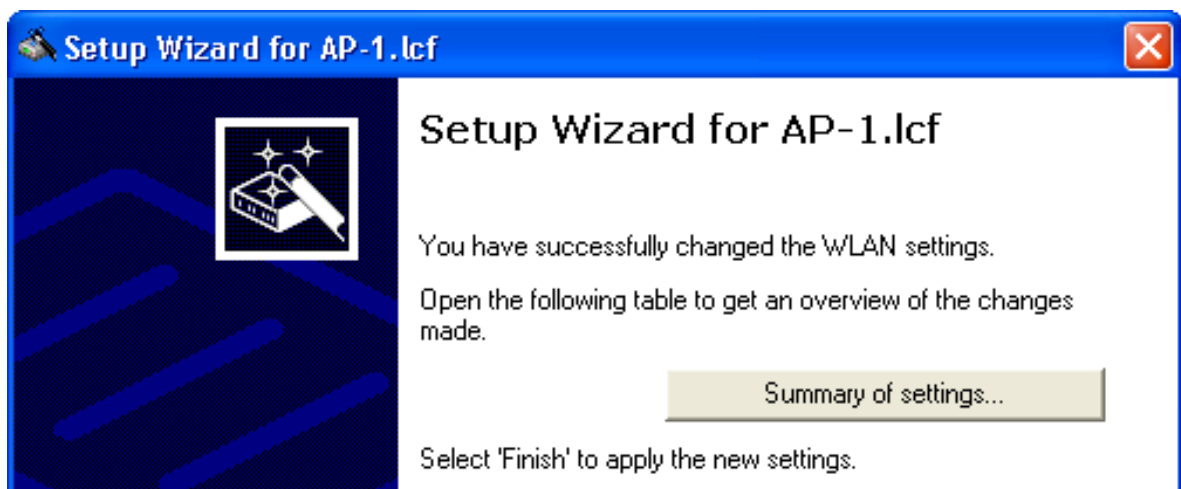 Setup Wizard for AP-1.lcf
Setup Wizard for AP-1.lcf
You have successfully changed the WLAN settings.
Open the following table to get an overview of the changes
made.
Summary of settings...
Select 'Finish' to apply the new settings.